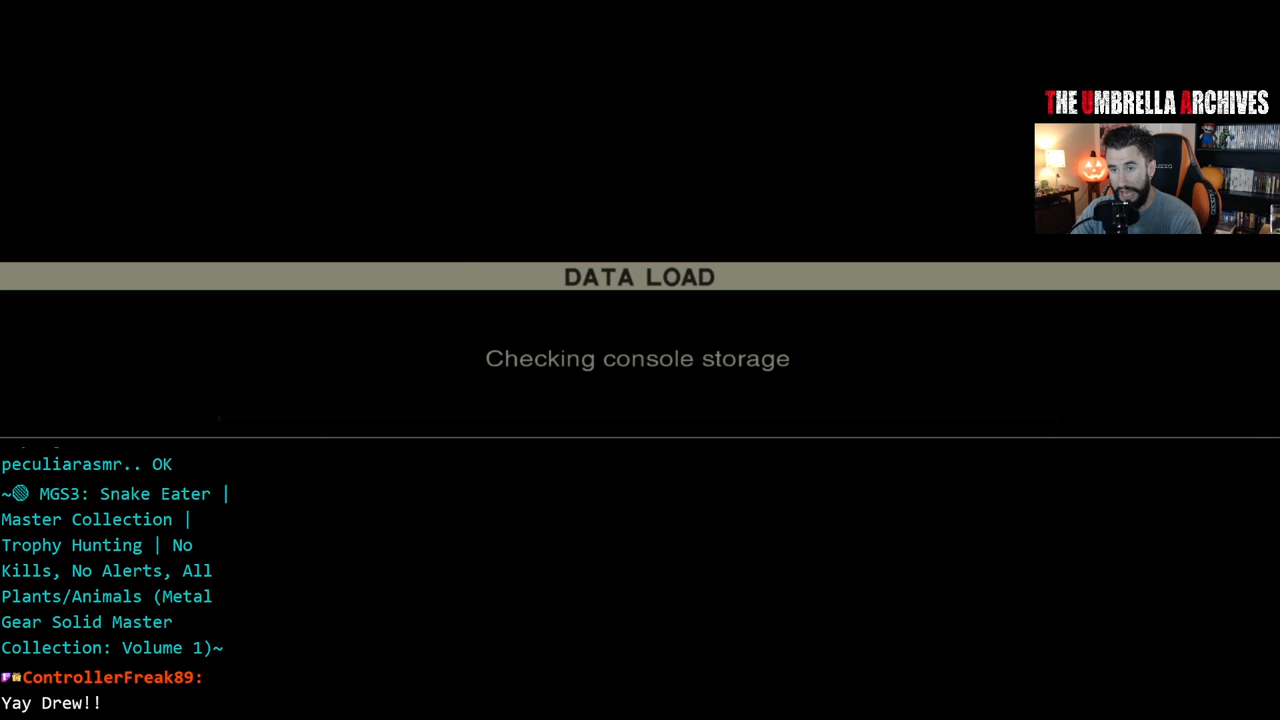 THE UMBRELLA ARCHIVES
DATA LOAD
Checking console storage
peculiarasmr.. OK
~ MGS3: Snake Eater |
Master Collection |
Trophy Hunting | No
Kills, No Alerts, All
Plants/Animals (Metal
Gear Solid Master
Collection: Volume 1)~
ControllerFreak89:
Yay Drew!!